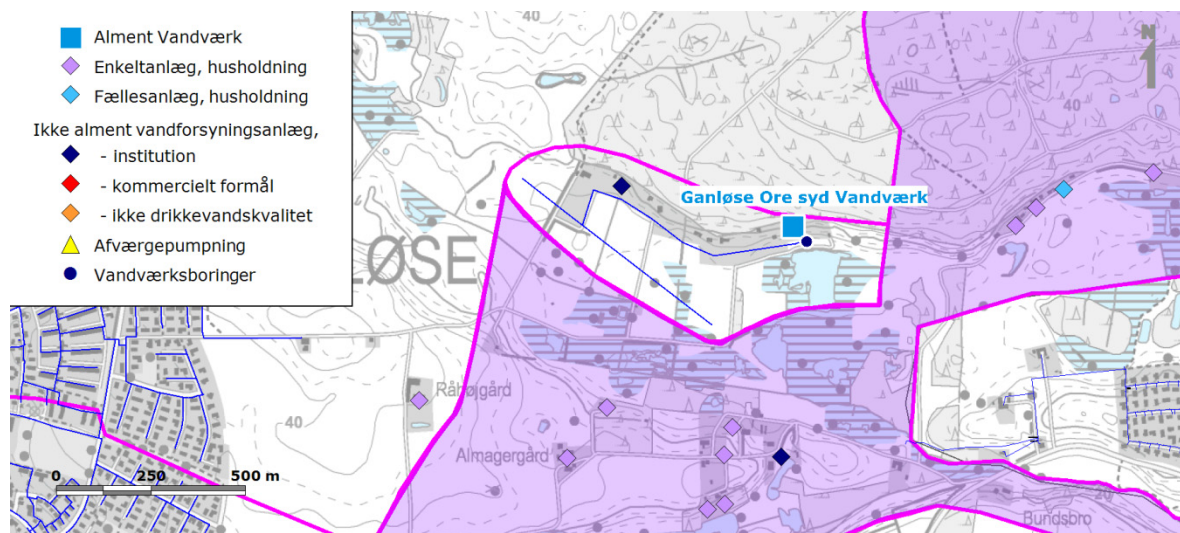 Alment Vandværk
Enkeltanlæg, husholdning
Fællesanlæg, husholdning
Ikke alment vandforsyningsanlæg,
- institution
- kommercielt formål
- ikke drikkevandskvalitet
Afværgepumpning
Vandværksboringer
40
N
40
Ganløse Ore syd Vandværk
LØSE
Råhøjgård
40
Almagergård
0 250 500 m
20
Bundsbro